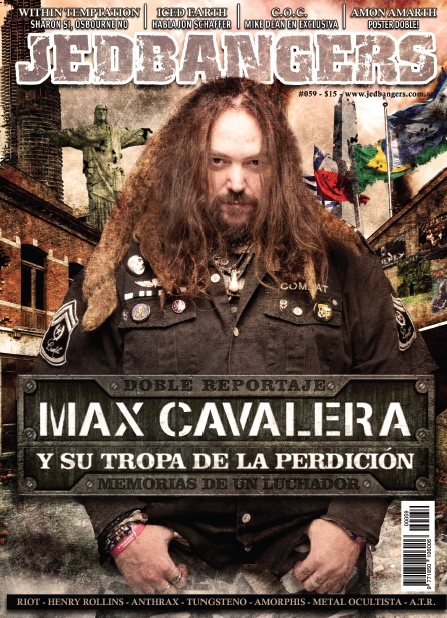 WITHIN TEMPTATION
SHARON SI, OSBOURNE NO
ICED EARTH
HABLA JON SCHAFFER
C.O.C.
MIKE DEAN EN EXCLUSIVA
AMON AMARTH
POSTER DOBLE!
JEDBANGERS
#059 - $15 - www.jedbangers.com.ar
COMBAT
DOBLE REPORTAJE
MAX CAVALERA
Y SU TROPA DE LA PERDICIÓN
MEMORIAS DE UN LUCHADOR
00059
RIOT - HENRY ROLLINS - ANTHRAX - TUNGSTENO - AMORPHIS - METAL OCULTISTA - A.T.R.